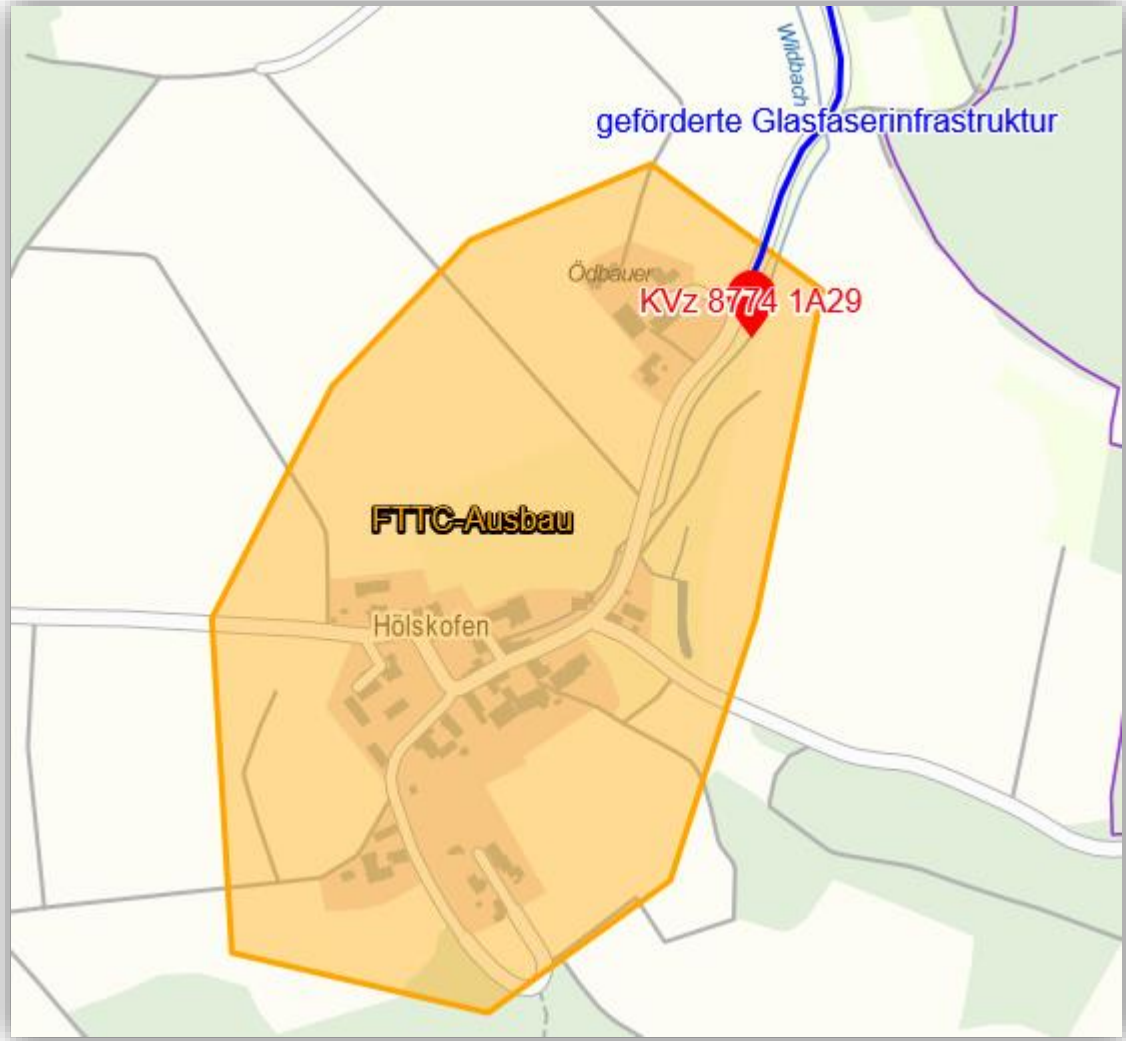 Wildbach
geförderte Glasfaserinfrastruktur
Ödbauer
KVz 8774 1A29
FTTC-Ausbau
Hölskofen